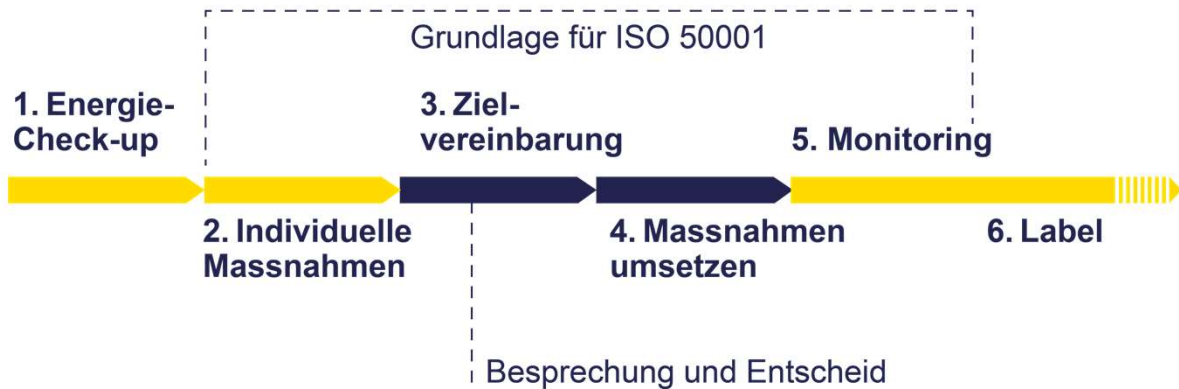 Grundlage für ISO 50001
1. Energie-
Check-up
3. Ziel-
vereinbarung
5. Monitoring
2. Individuelle
Massnahmen
4. Massnahmen
umsetzen
6. Label
Besprechung und Entscheid